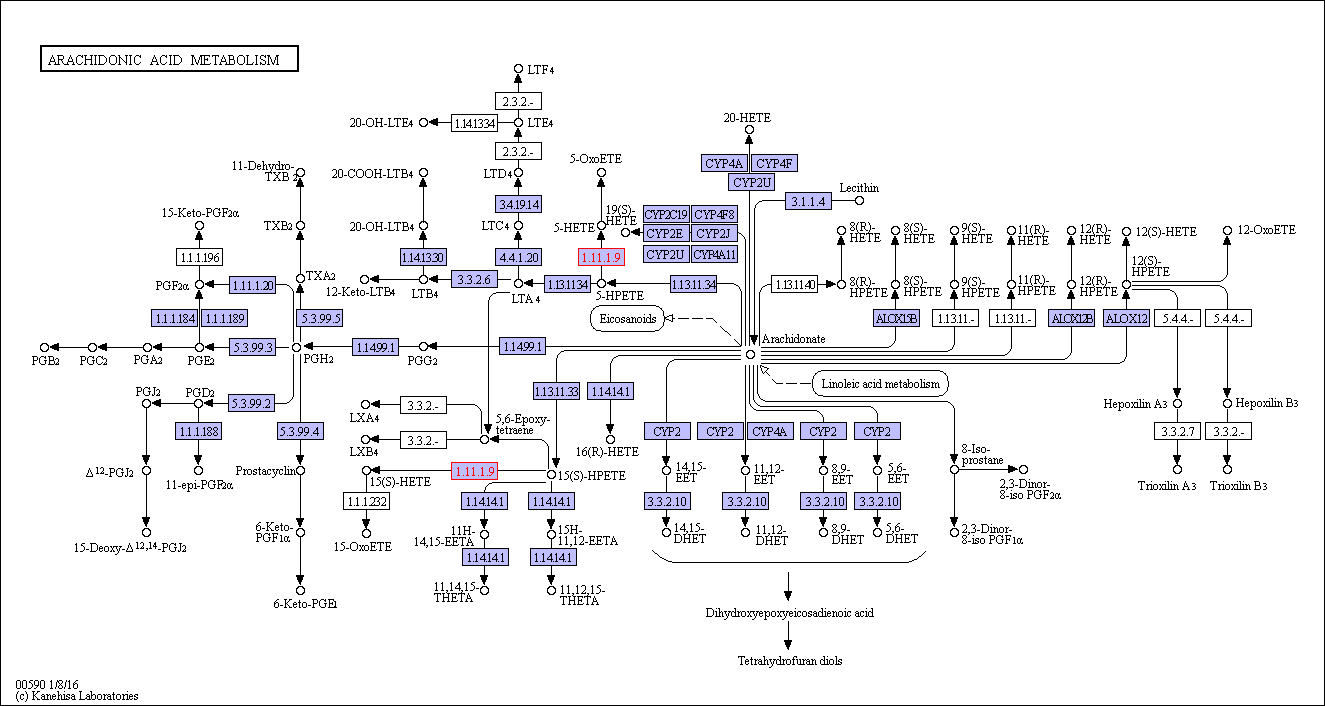 ARACHIDONIC ACID METABOLISM
LTF4
2.3.2.-
20-OH-LTE4
1.14.13.34
LTE4
2.3.2.-
20-HETE
11-Dehydro-
TXB2
20-COOH-LTB4
LTD4
5-OxoETE
CYP4A
CYP4F
CYP2U
Lecithin
3.1.1.4
15-Keto-PGF2α
TXB2
20-OH-LTB4
3.4.19.14
LTC4
5-HETE
19(S)-
HETE
CYP2C19
CYP4F8
CYP2E
CYP2J
CYP2U
CYP4A11
8(R)-
HETE
8(S)-
HETE
9(S)-
HETE
11(R)-
HETE
12(R)-
HETE
12(S)-HETE
12-OxoETE
1.1.1.196
1.14.13.30
4.4.1.20
1.11.1.9
PGF2α
1.1.1.20
TXA2
12-Keto-LTB4
LTB4
3.3.2.6
LTA4
1.13.11.34
5-HPETE
1.13.11.34
1.13.11.40
8(R)-
HPETE
8(S)-
HPETE
9(S)-
HPETE
11(R)-
HPETE
12(R)-
HPETE
12(S)-
HPETE
1.1.1.184
1.1.1.189
5.3.99.5
Eicosanoids
ALOX15B
1.13.11.-
1.13.11.-
ALOX12B
ALOX12
5.4.4.-
5.4.4.-
PGB2
PGC2
PGA2
PGE2
5.3.99.3
PGH2
1.14.99.1
PGG2
1.14.99.1
Arachidonate
Linoleic acid metabolism
PGJ2
PGD2
5.3.99.2
LXA4
3.3.2.-
1.13.11.33
1.14.14.1
Hepoxilin A3
Hepoxilin B3
1.1.1.188
5.3.99.4
LXB4
3.3.2.-
5,6-Epoxy-
tetraene
16(R)-HETE
CYP2
CYP2
CYP4A
CYP2
CYP2
8-Iso-
prostane
3.3.2.7
3.3.2.-
Δ12-PGJ2
11-epi-PGF2α
Prostacyclin
15(S)-HETE
1.11.1.9
15(S)-HPETE
14,15-
EET
11,12-
EET
8,9-
EET
5,6-
EET
2,3-Dinor-
8-iso PGF2α
Trioxilin A3
Trioxilin B3
1.1.1.232
1.14.14.1
1.14.14.1
3.3.2.10
3.3.2.10
3.3.2.10
3.3.2.10
15-Deoxy-Δ12,14-PGJ2
6-Keto-
PGF1α
15-OxoETE
11H-
14,15-EETA
15H-
11,12-EETA
14,15-
DHET
11,12-
DHET
8,9-
DHET
5,6-
DHET
2,3-Dinor-
8-iso PGF1α
1.14.14.1
1.14.14.1
6-Keto-PGE1
11,14,15-
THETA
11,12,15-
THETA
Dihydroxyepoxyeicosadienoic acid
Tetrahydrofuran diols
00590 1/8/16
(c) Kanehisa Laboratories